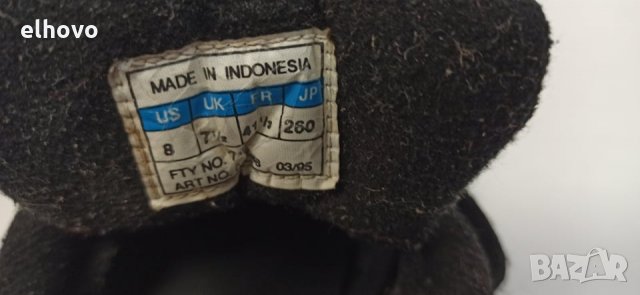 elhovo
MADE IN INDONESIA
US UK FR JP
8 7½ 41⅓ 260
FTY NO.
03/95
ART NO.
BAZAR